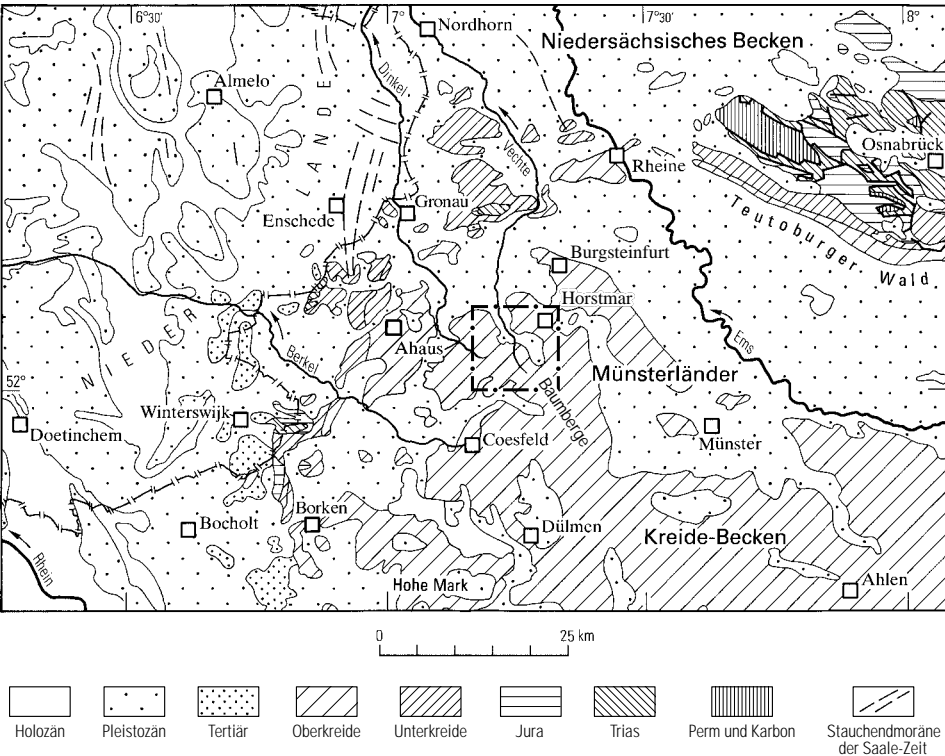 6°30'
7°
7°30'
8°
Nordhorn
Niedersächsisches Becken
Dinkel
Almelo
Vechte
Osnabrück
Rheine
Enschede
Gronau
Teutoburger Wald
Burgsteinfurt
Horstmar
NIEDERLANDE
Ahaus
Ems
Berkel
52°
Münsterländer
Baumberge
Winterswijk
Doetinchem
Coesfeld
Münster
Borken
Bocholt
Dülmen
Kreide-Becken
Rhein
Hohe Mark
Ahlen
0 25 km
Holozän Pleistozän Tertiär Oberkreide Unterkreide Jura Trias Perm und Karbon Stauchendmoräne
der Saale-Zeit